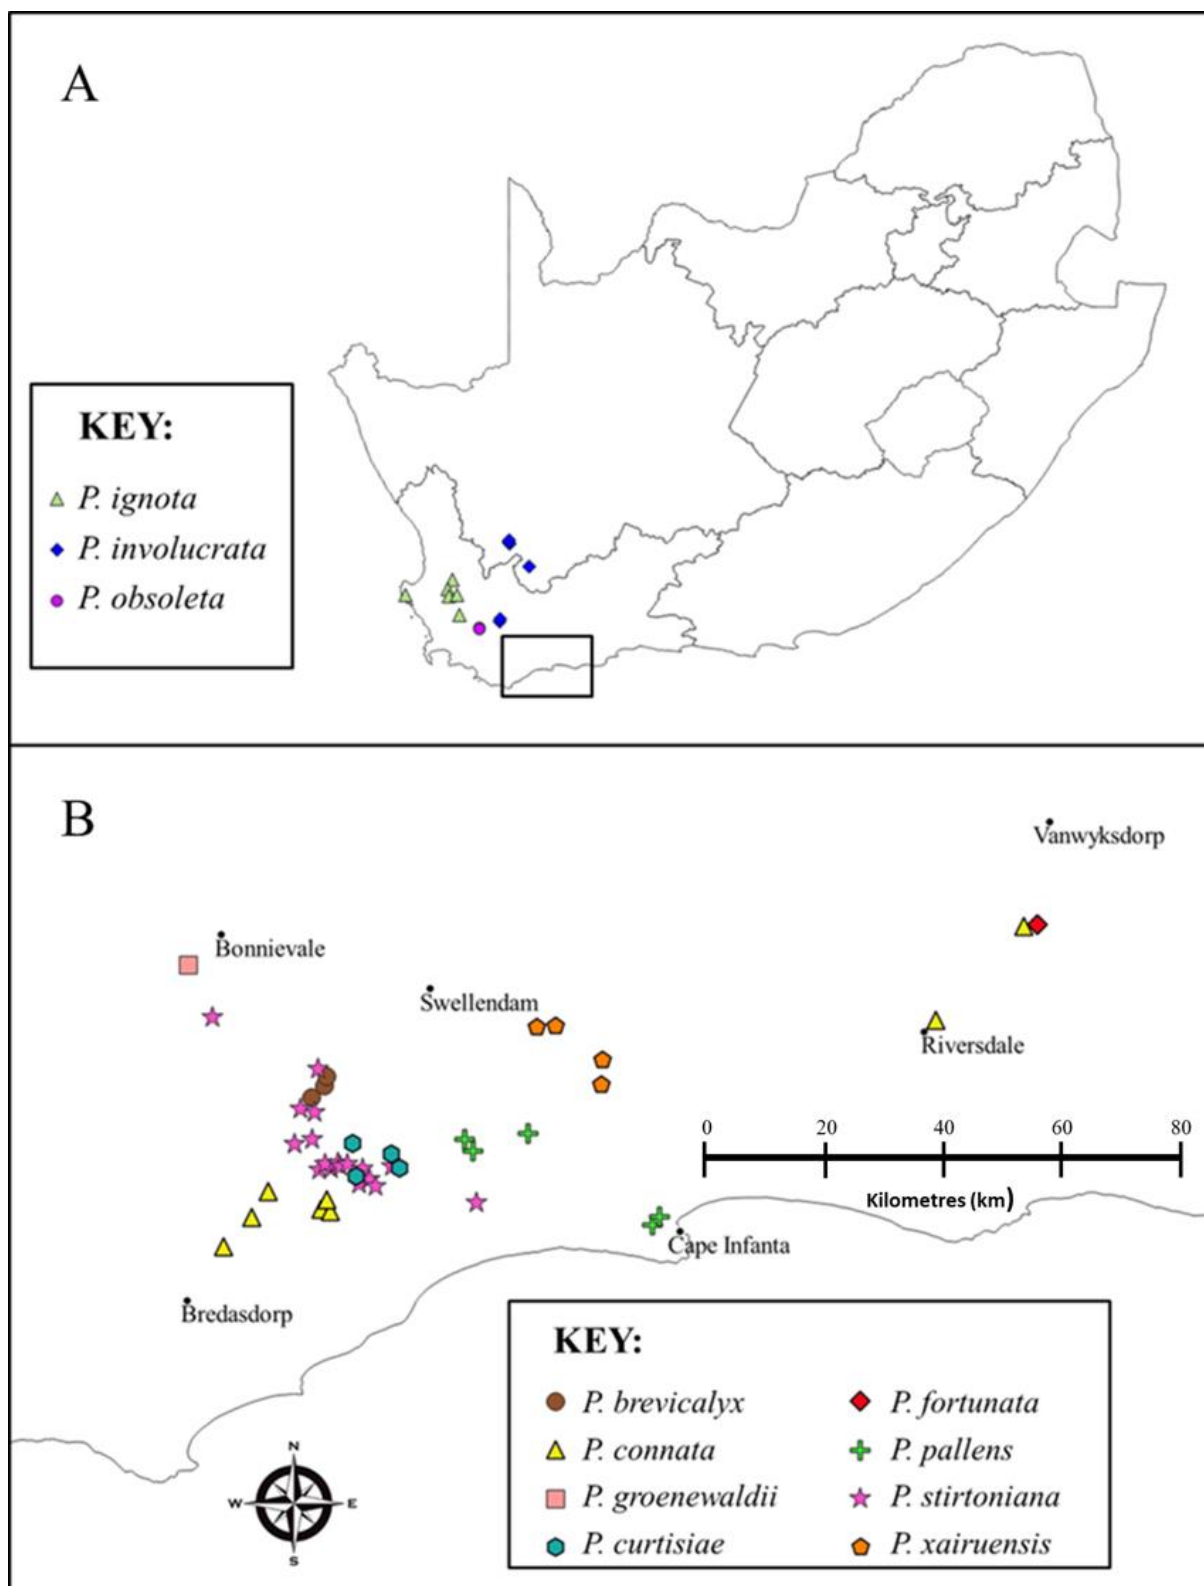 A
KEY:
P. ignota
P. involucrata
P. obsoleta
B
Vanwyksdorp
Bonnievale
Swellendam
Riversdale
0 20 40 60 80
Kilometres (km)
Cape Infanta
Bredasdorp
KEY:
P. brevicalyx P. fortunata
P. connata P. pallens
P. groenewaldii P. stirtoniana
P. curtisiae P. xairuensis
N
W E
S